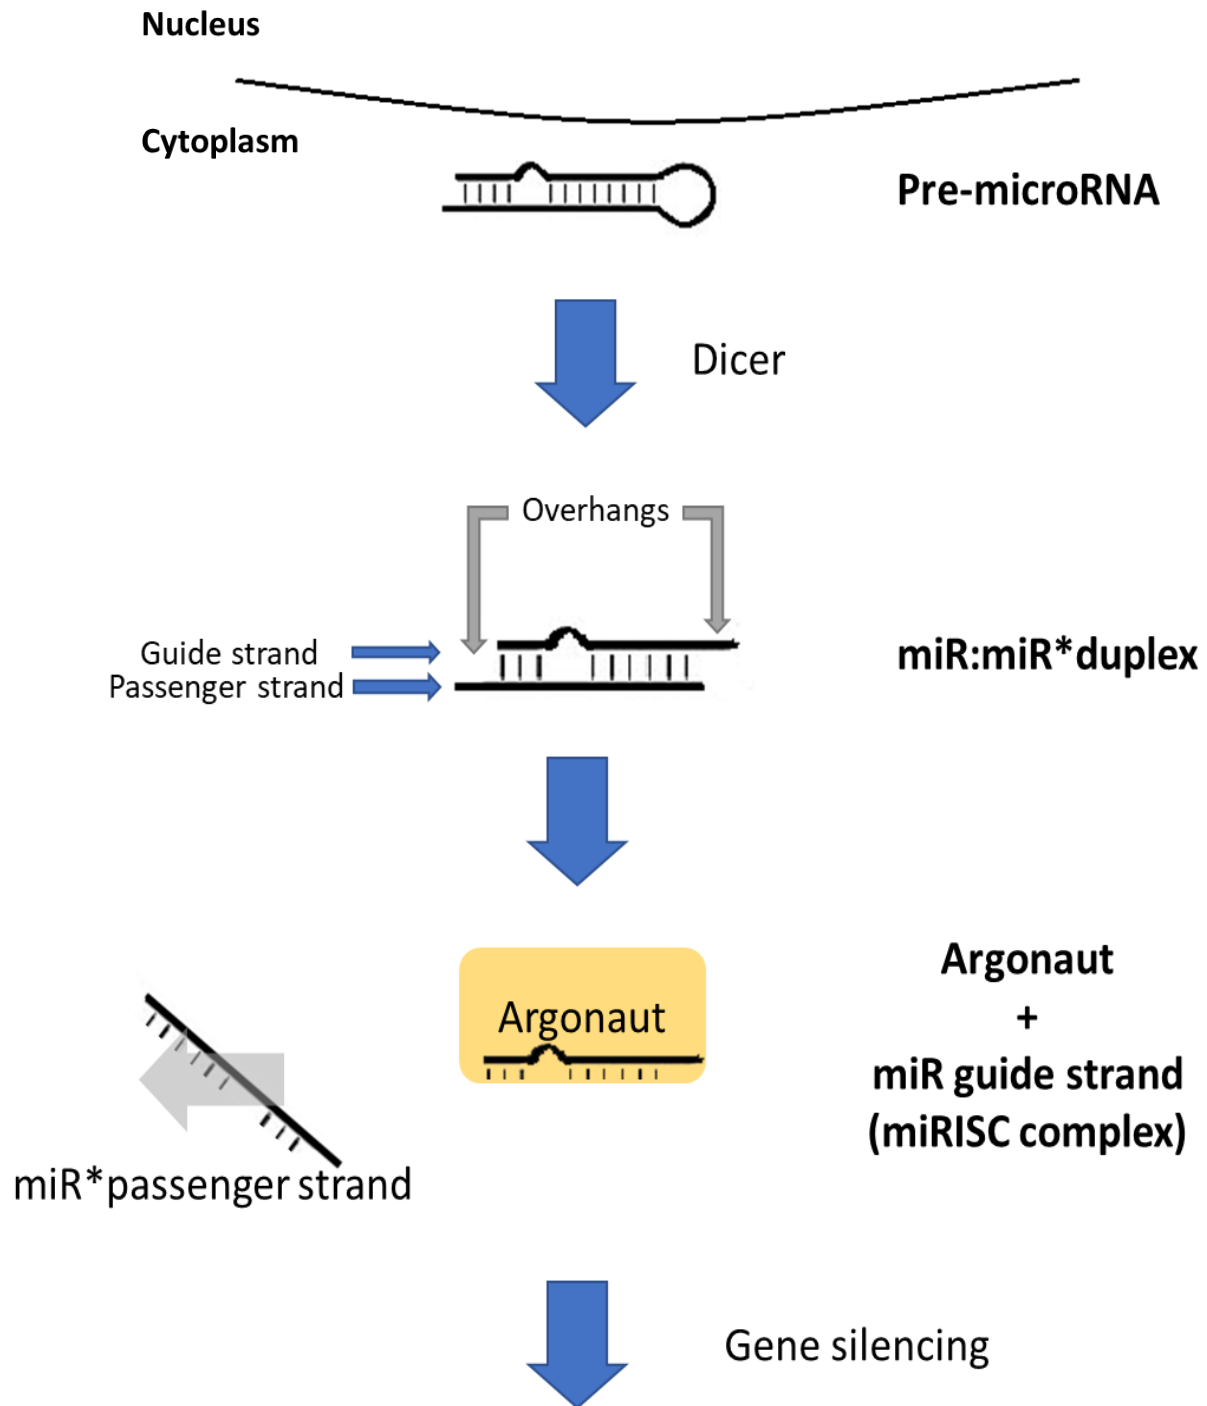 Nucleus
Cytoplasm
Pre-microRNA
Dicer
Overhangs
Guide strand
Passenger strand
miR:miR*duplex
Argonaut
Argonaut
+
miR guide strand
(miRISC complex)
miR*passenger strand
Gene silencing